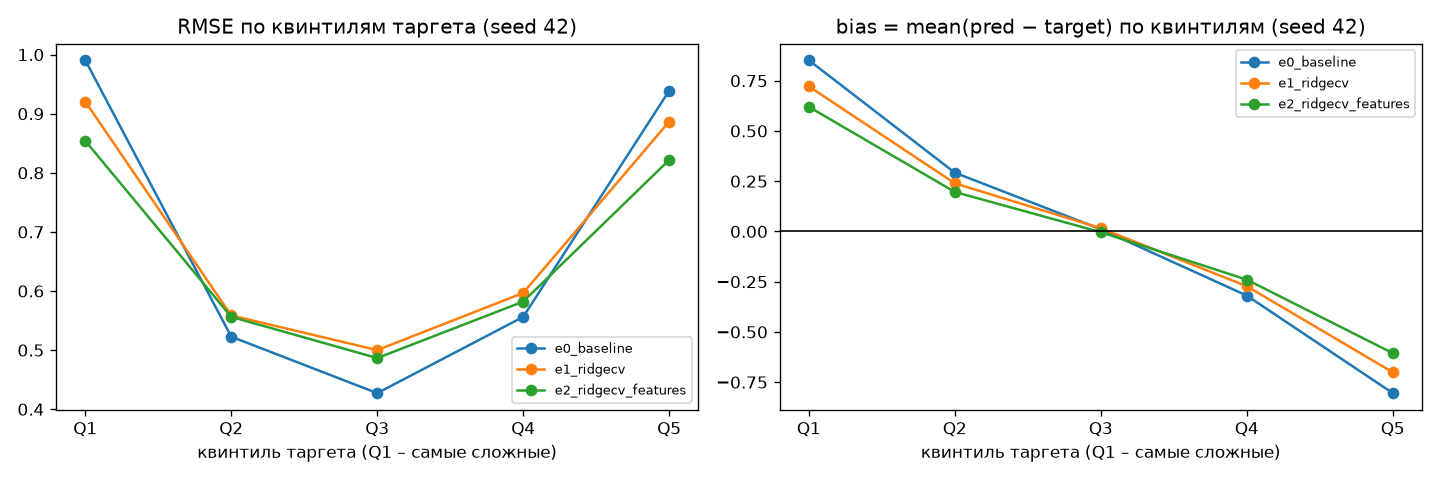 RMSE по квинтилям таргета (seed 42)
1.0
0.9
0.8
0.7
0.6
0.5
0.4
e0_baseline
e1_ridgecv
e2_ridgecv_features
Q1 Q2 Q3 Q4 Q5
квинтиль таргета (Q1 – самые сложные)
bias = mean(pred − target) по квинтилям (seed 42)
0.75
0.50
0.25
0.00
−0.25
−0.50
−0.75
e0_baseline
e1_ridgecv
e2_ridgecv_features
Q1 Q2 Q3 Q4 Q5
квинтиль таргета (Q1 – самые сложные)